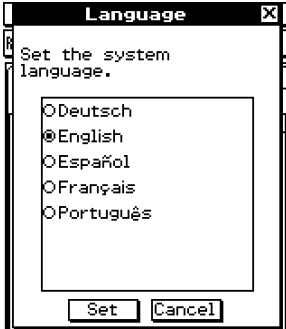 Language
Set the system
language.
Deutsch
English
Español
Français
Português
Set
Cancel